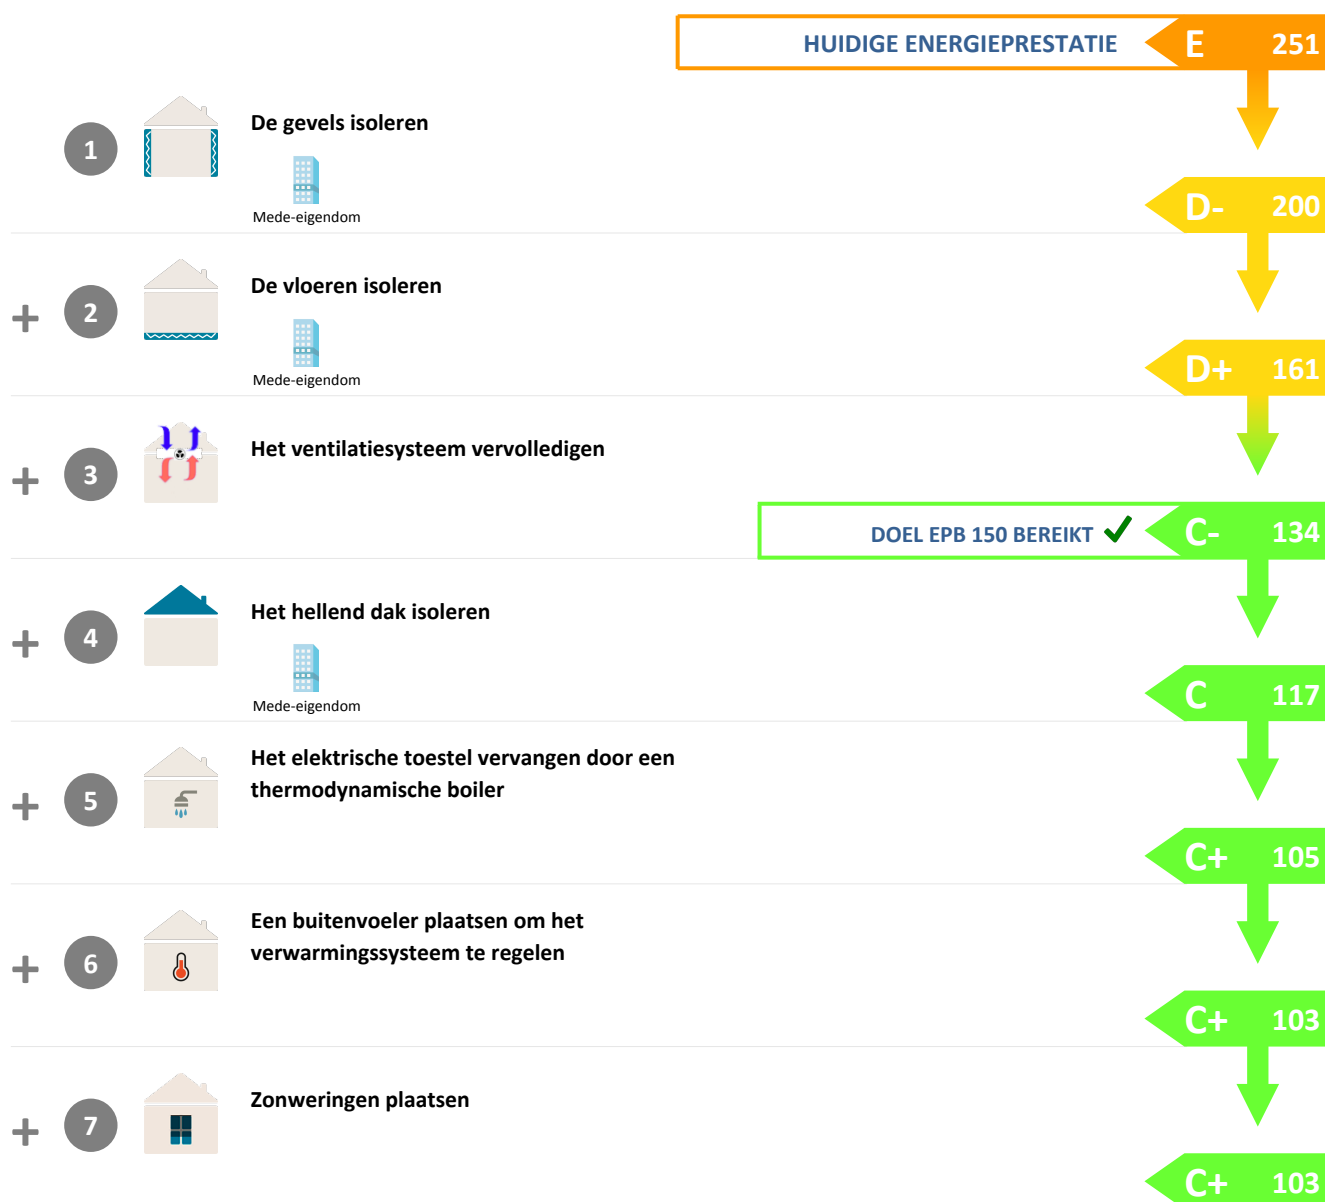 HUIDIGE ENERGIEPRESTATIE E 251
1 De gevels isoleren
Mede-eigendom
D- 200
+ 2 De vloeren isoleren
Mede-eigendom
D+ 161
+ 3 Het ventilatiesysteem vervolledigen
DOEL EPB 150 BEREIKT ✔ C- 134
+ 4 Het hellend dak isoleren
Mede-eigendom
C 117
Het elektrische toestel vervangen door een
+ 5 thermodynamische boiler
C+ 105
Een buitenvoeler plaatsen om het
+ 6 verwarmingssysteem te regelen
C+ 103
+ 7 Zonweringen plaatsen
C+ 103